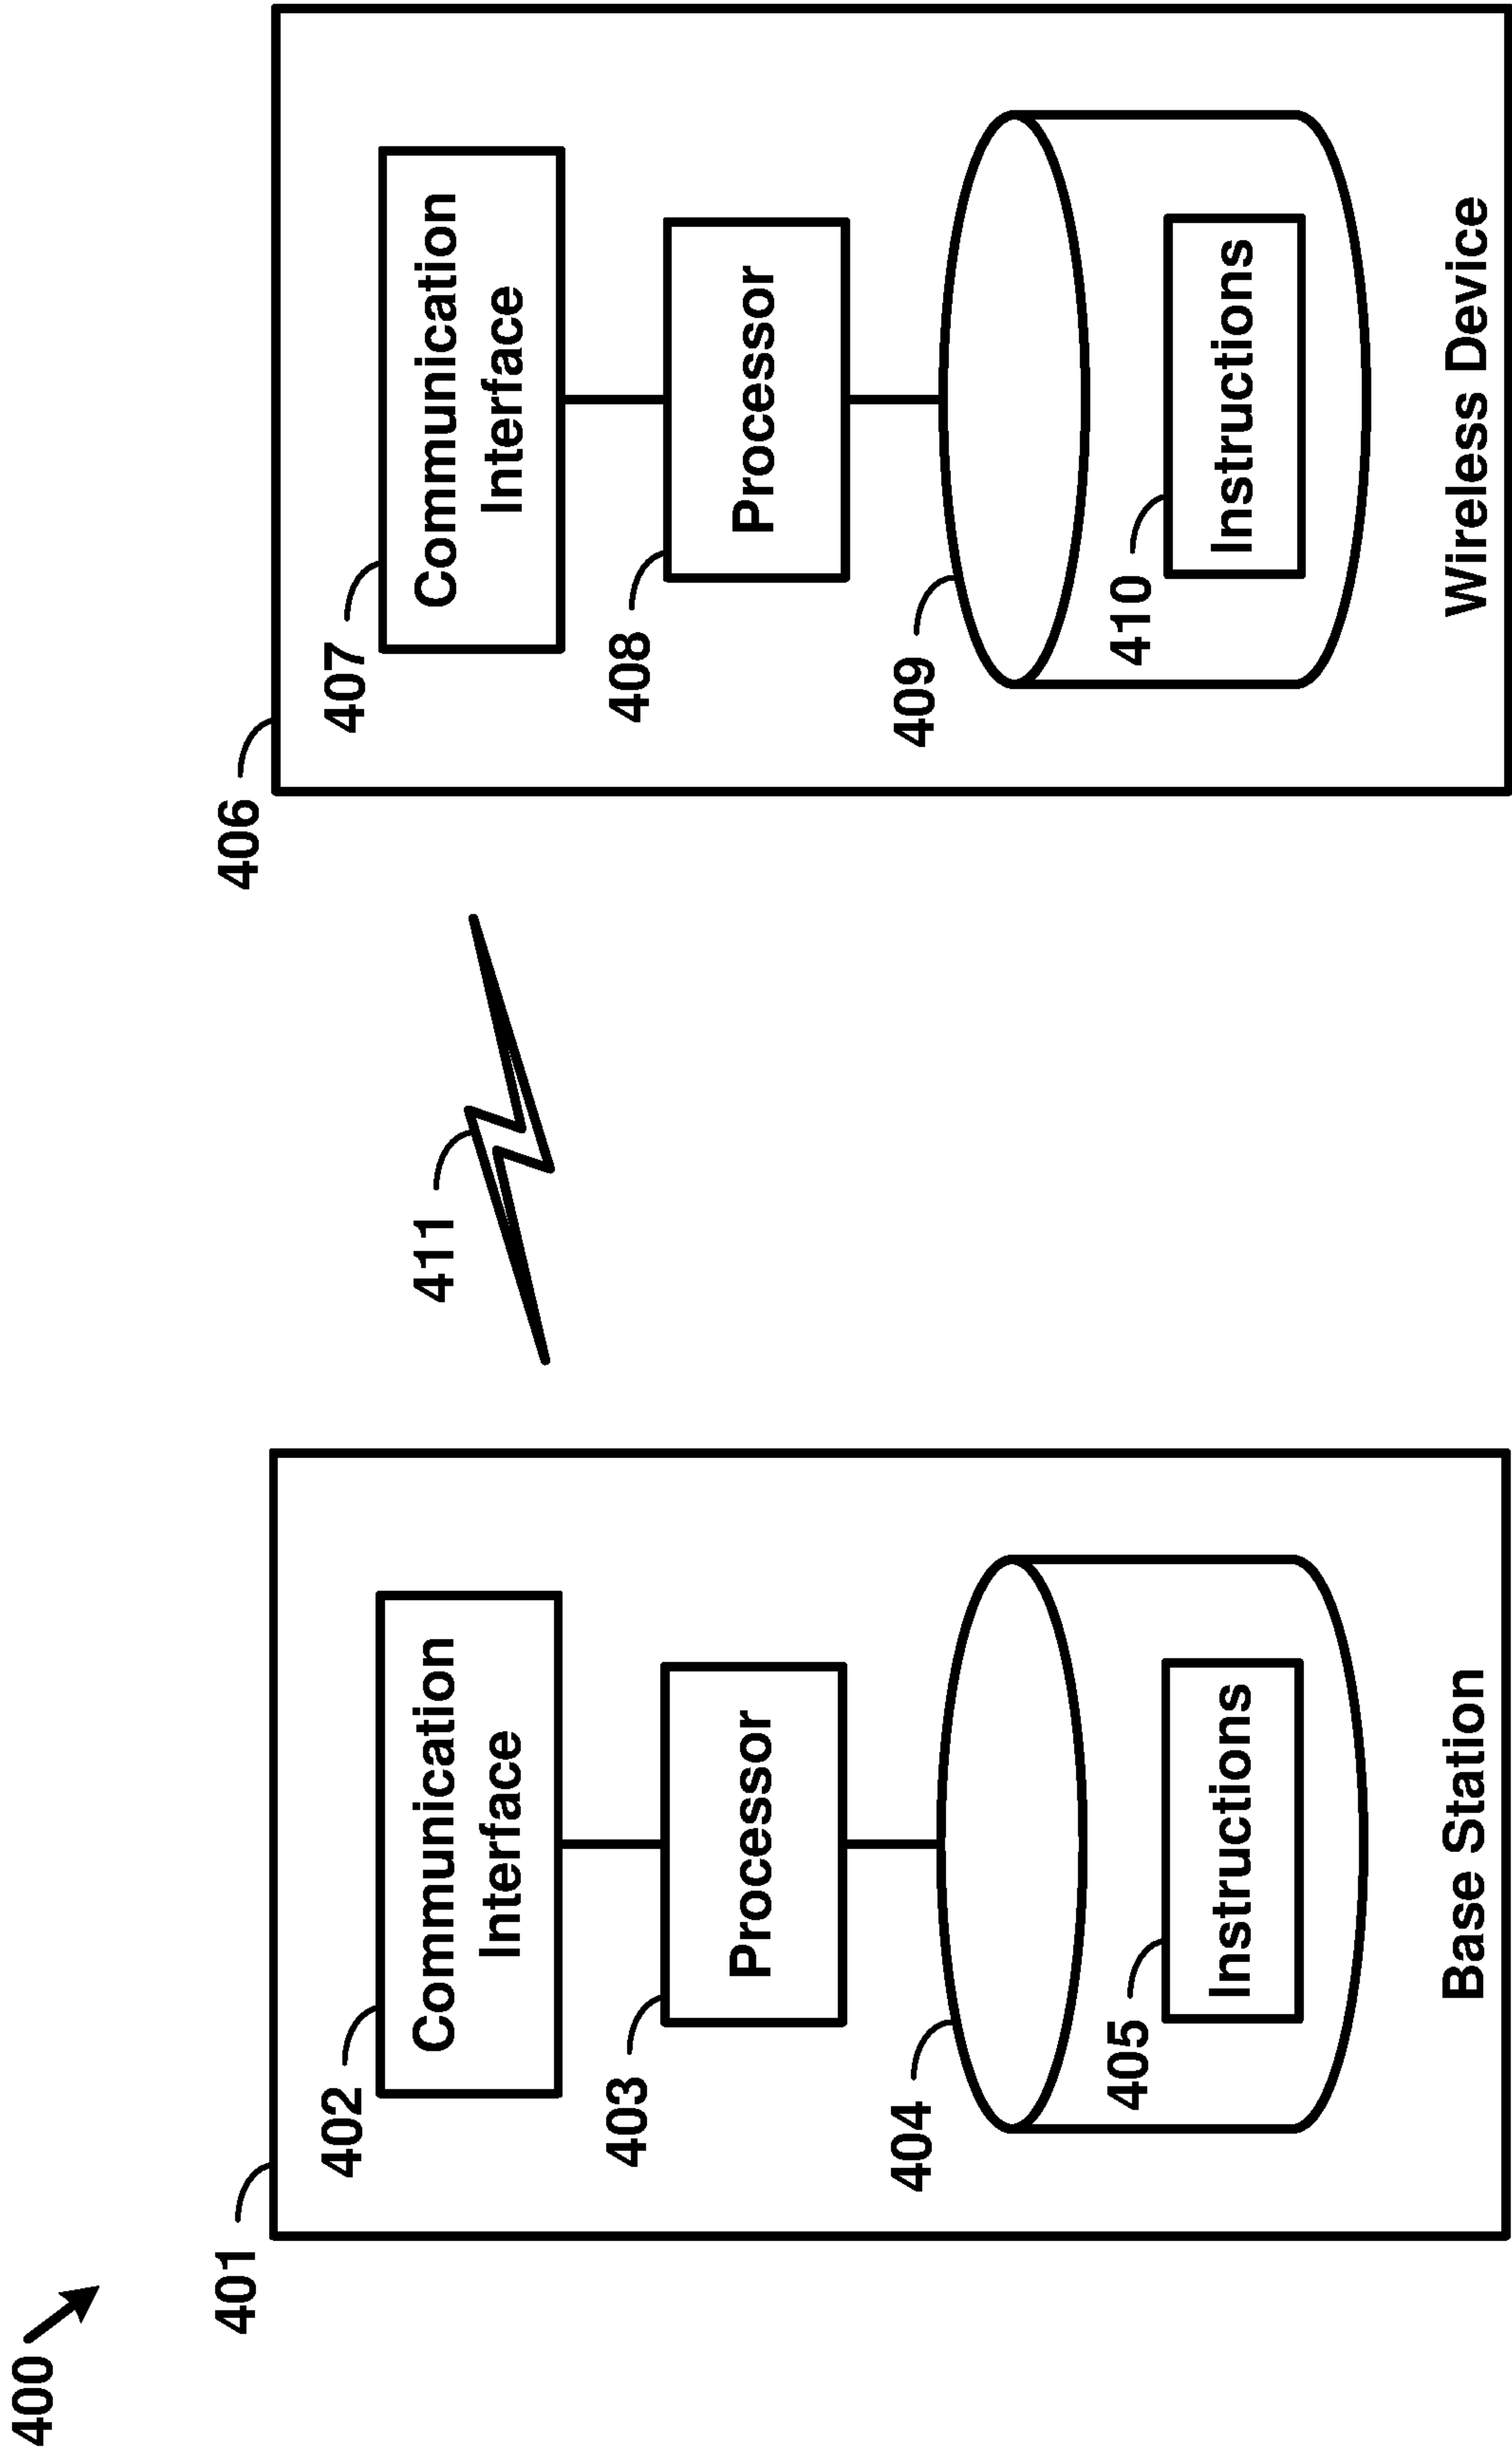 400
401
402
Communication
Interface
403
Processor
404
405
Instructions
Base Station
411
406
407
Communication
Interface
408
Processor
409
410
Instructions
Wireless Device